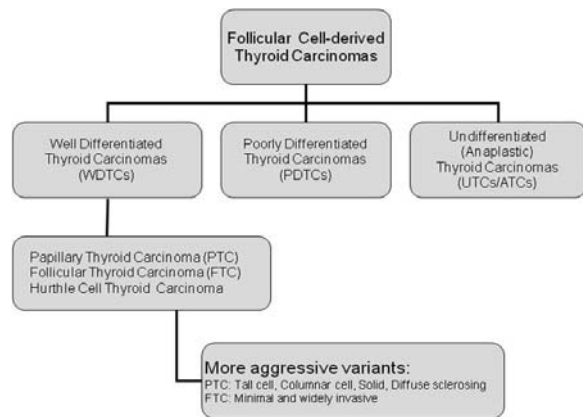 Follicular Cell-derived
Thyroid Carcinomas
Well Differentiated
Thyroid Carcinomas
(WDTCs)
Poorly Differentiated
Thyroid Carcinomas
(PDTCs)
Undifferentiated
(Anaplastic)
Thyroid Carcinomas
(UTCs/ATCs)
Papillary Thyroid Carcinoma (PTC)
Follicular Thyroid Carcinoma (FTC)
Hurthle Cell Thyroid Carcinoma
More aggressive variants:
PTC: Tall cell, Columnar cell, Solid, Diffuse sclerosing
FTC: Minimal and widely invasive